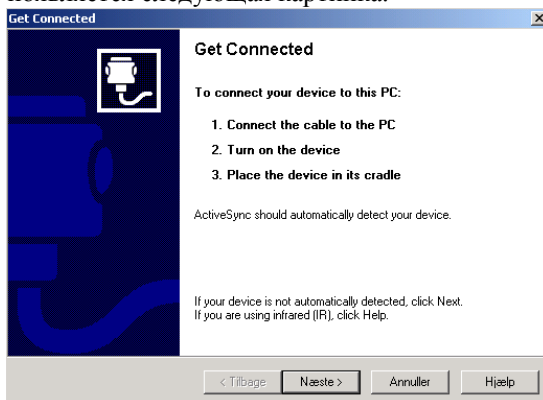 появляется следующая картинка:
Get Connected
Get Connected
To connect your device to this PC:
1. Connect the cable to the PC
2. Turn on the device
3. Place the device in its cradle
ActiveSync should automatically detect your device.
If your device is not automatically detected, click Next.
If you are using infrared (IR), click Help.
< Tilbage Næste > Annuller Hjælp